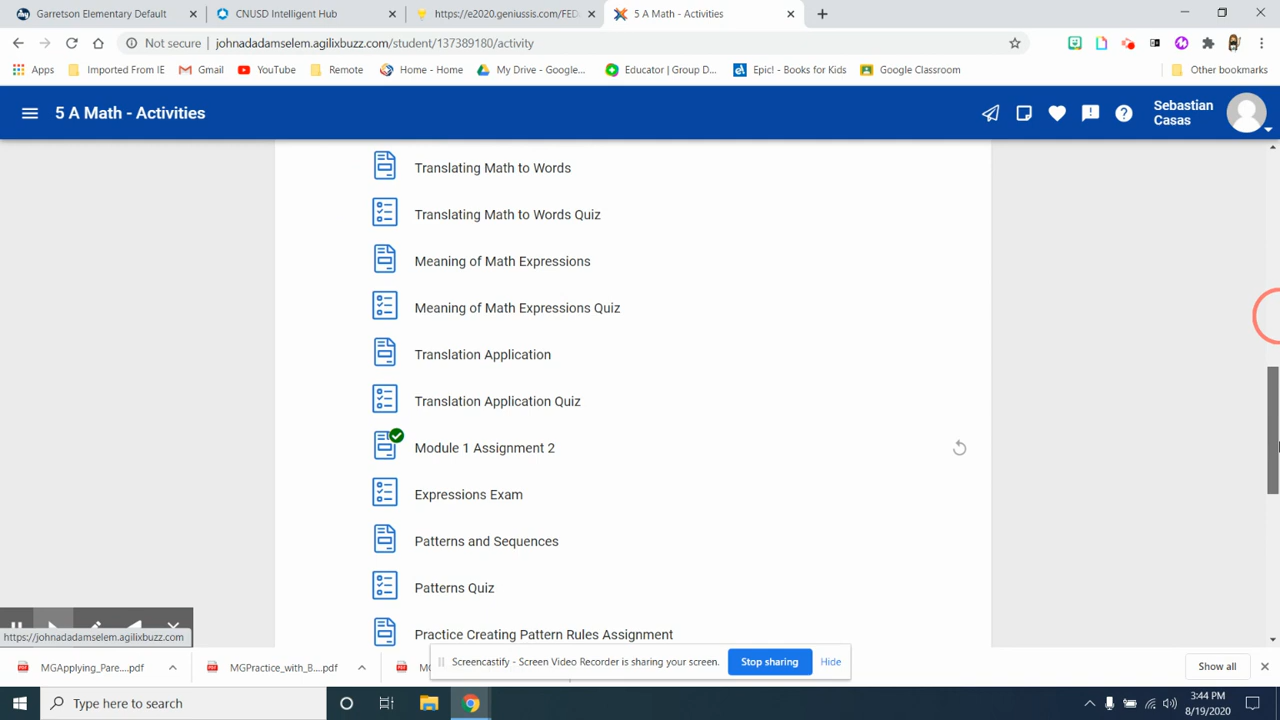 Garretson Elementary Default
CNUSD Intelligent Hub
https://e2020.geniussis.com/FED
5 A Math - Activities
Not secure
johnadadamselem.agilixbuzz.com/student/137389180/activity
Apps
Imported From IE
Gmail
YouTube
Remote
Home - Home
My Drive - Google...
Educator | Group D...
Epic! - Books for Kids
Google Classroom
Other bookmarks
5 A Math - Activities
Sebastian
Casas
Translating Math to Words
Translating Math to Words Quiz
Meaning of Math Expressions
Meaning of Math Expressions Quiz
Translation Application
Translation Application Quiz
Module 1 Assignment 2
Expressions Exam
Patterns and Sequences
Patterns Quiz
Practice Creating Pattern Rules Assignment
https://johnadadamselem.agilixbuzz.com
Screencastify - Screen Video Recorder is sharing your screen.
Stop sharing
Hide
MGApplying_Pare....pdf
MGPractice_with_B....pdf
Show all
Type here to search
3:44 PM
8/19/2020